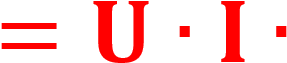 = U · I ·